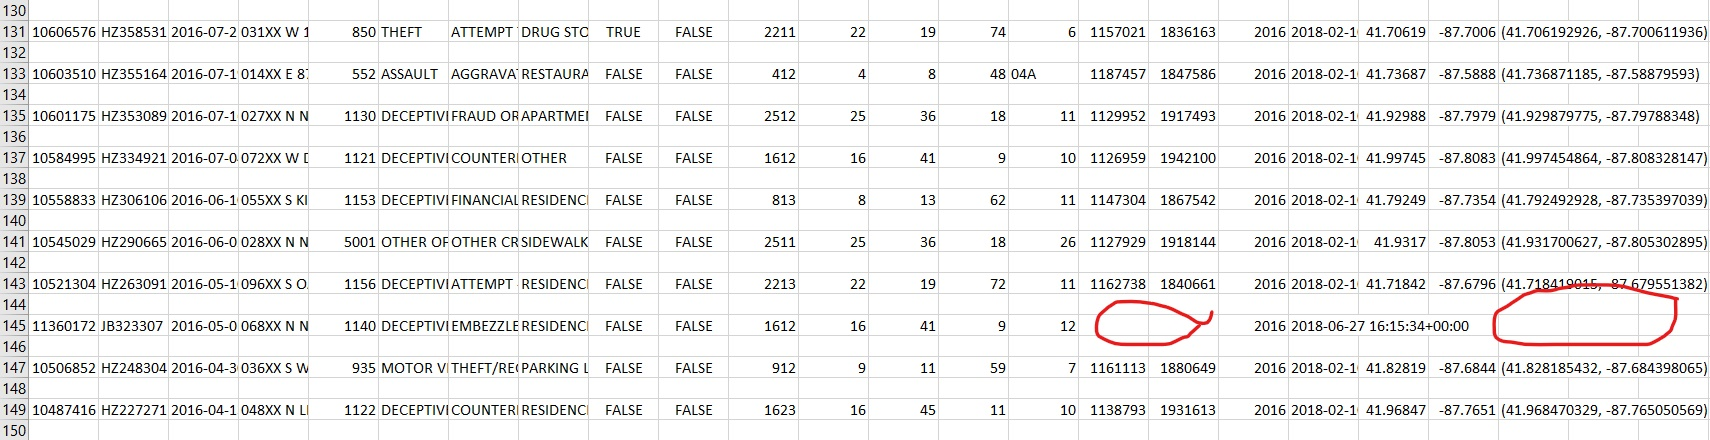 130
131 10606576 HZ358531 2016-07-2 031XX W 1 850 THEFT ATTEMPT DRUG STO TRUE FALSE 2211 22 19 74 6 1157021 1836163 2016 2018-02-1 41.70619 -87.7006 (41.706192926, -87.700611936)
132
133 10603510 HZ355164 2016-07-1 014XX E 87 552 ASSAULT AGGRAVA RESTAURA FALSE FALSE 412 4 8 48 04A 1187457 1847586 2016 2018-02-1 41.73687 -87.5888 (41.736871185, -87.58879593)
134
135 10601175 HZ353089 2016-07-1 027XX N N 1130 DECEPTIVI FRAUD OR APARTMEI FALSE FALSE 2512 25 36 18 11 1129952 1917493 2016 2018-02-1 41.92988 -87.7979 (41.929879775, -87.79788348)
136
137 10584995 HZ334921 2016-07-0 072XX W D 1121 DECEPTIVI COUNTERI OTHER FALSE FALSE 1612 16 41 9 10 1126959 1942100 2016 2018-02-1 41.99745 -87.8083 (41.997454864, -87.808328147)
138
139 10558833 HZ306106 2016-06-1 055XX S KI 1153 DECEPTIVI FINANCIAL RESIDENC FALSE FALSE 813 8 13 62 11 1147304 1867542 2016 2018-02-1 41.79249 -87.7354 (41.792492928, -87.735397039)
140
141 10545029 HZ290665 2016-06-0 028XX N N 5001 OTHER OF OTHER CR SIDEWALK FALSE FALSE 2511 25 36 18 26 1127929 1918144 2016 2018-02-1 41.9317 -87.8053 (41.931700627, -87.805302895)
142
143 10521304 HZ263091 2016-05-1 096XX S O 1156 DECEPTIVI ATTEMPT RESIDENC FALSE FALSE 2213 22 19 72 11 1162738 1840661 2016 2018-02-1 41.71842 -87.6796 (41.718419015, -87.679551382)
144
145 11360172 JB323307 2016-05-0 068XX N N 1140 DECEPTIVI EMBEZZLE RESIDENC FALSE FALSE 1612 16 41 9 12 2016 2018-06-27 16:15:34+00:00
146
147 10506852 HZ248304 2016-04-3 036XX S W 935 MOTOR V THEFT/REC PARKING L FALSE FALSE 912 9 11 59 7 1161113 1880649 2016 2018-02-1 41.82819 -87.6844 (41.828185432, -87.684398065)
148
149 10487416 HZ227271 2016-04-1 048XX N LI 1122 DECEPTIVI COUNTERI RESIDENC FALSE FALSE 1623 16 45 11 10 1138793 1931613 2016 2018-02-1 41.96847 -87.7651 (41.968470329, -87.765050569)
150